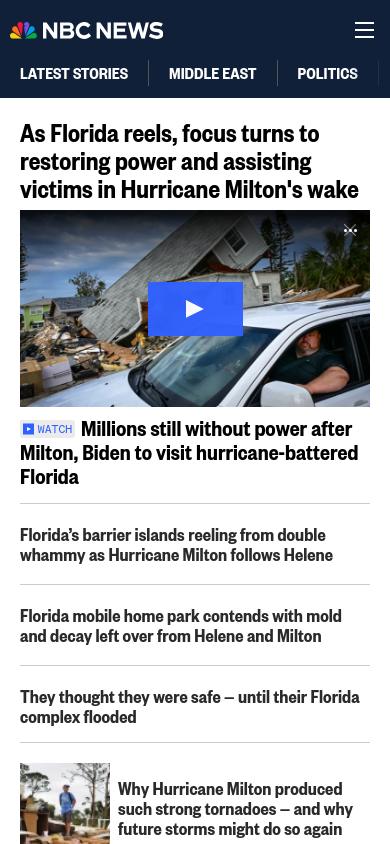 NBC NEWS
LATEST STORIES
MIDDLE EAST
POLITICS
As Florida reels, focus turns to
restoring power and assisting
victims in Hurricane Milton's wake
WATCH Millions still without power after
Milton, Biden to visit hurricane-battered
Florida
Florida’s barrier islands reeling from double
whammy as Hurricane Milton follows Helene
Florida mobile home park contends with mold
and decay left over from Helene and Milton
They thought they were safe — until their Florida
complex flooded
Why Hurricane Milton produced
such strong tornadoes — and why
future storms might do so again